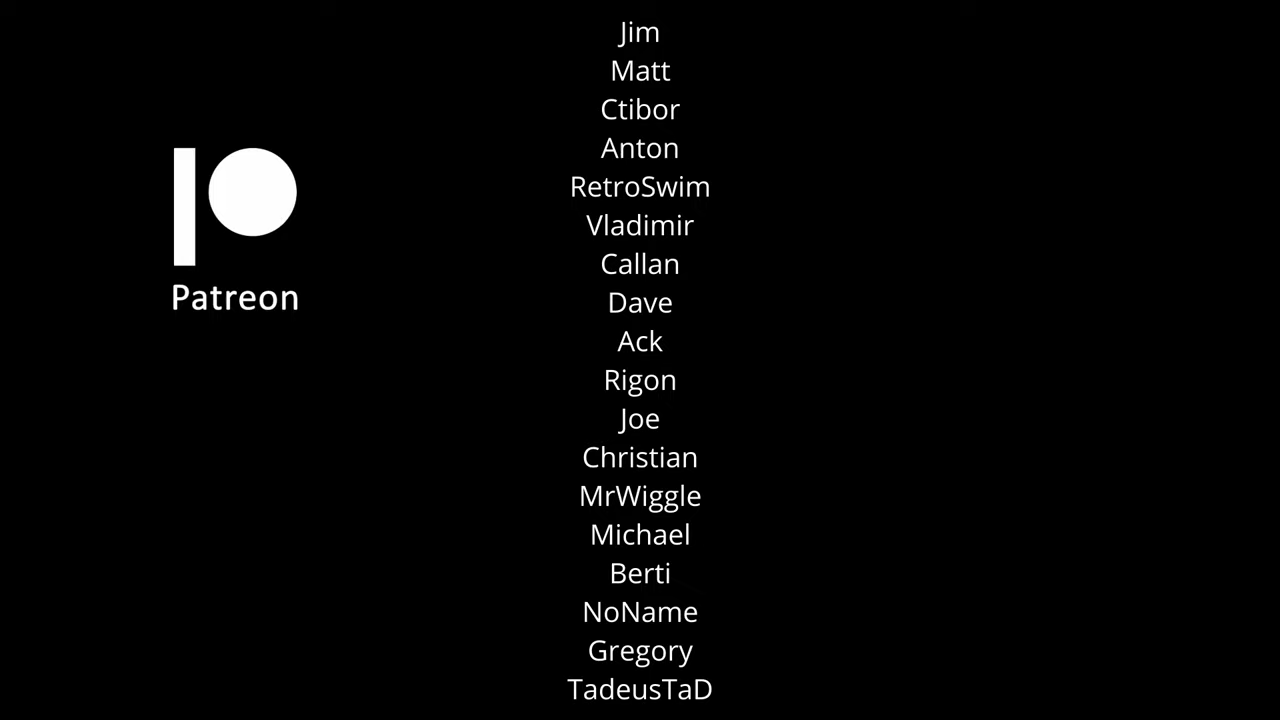 Patreon
Jim
Matt
Ctibor
Anton
RetroSwim
Vladimir
Callan
Dave
Ack
Rigon
Joe
Christian
MrWiggle
Michael
Berti
NoName
Gregory
TadeusTaD